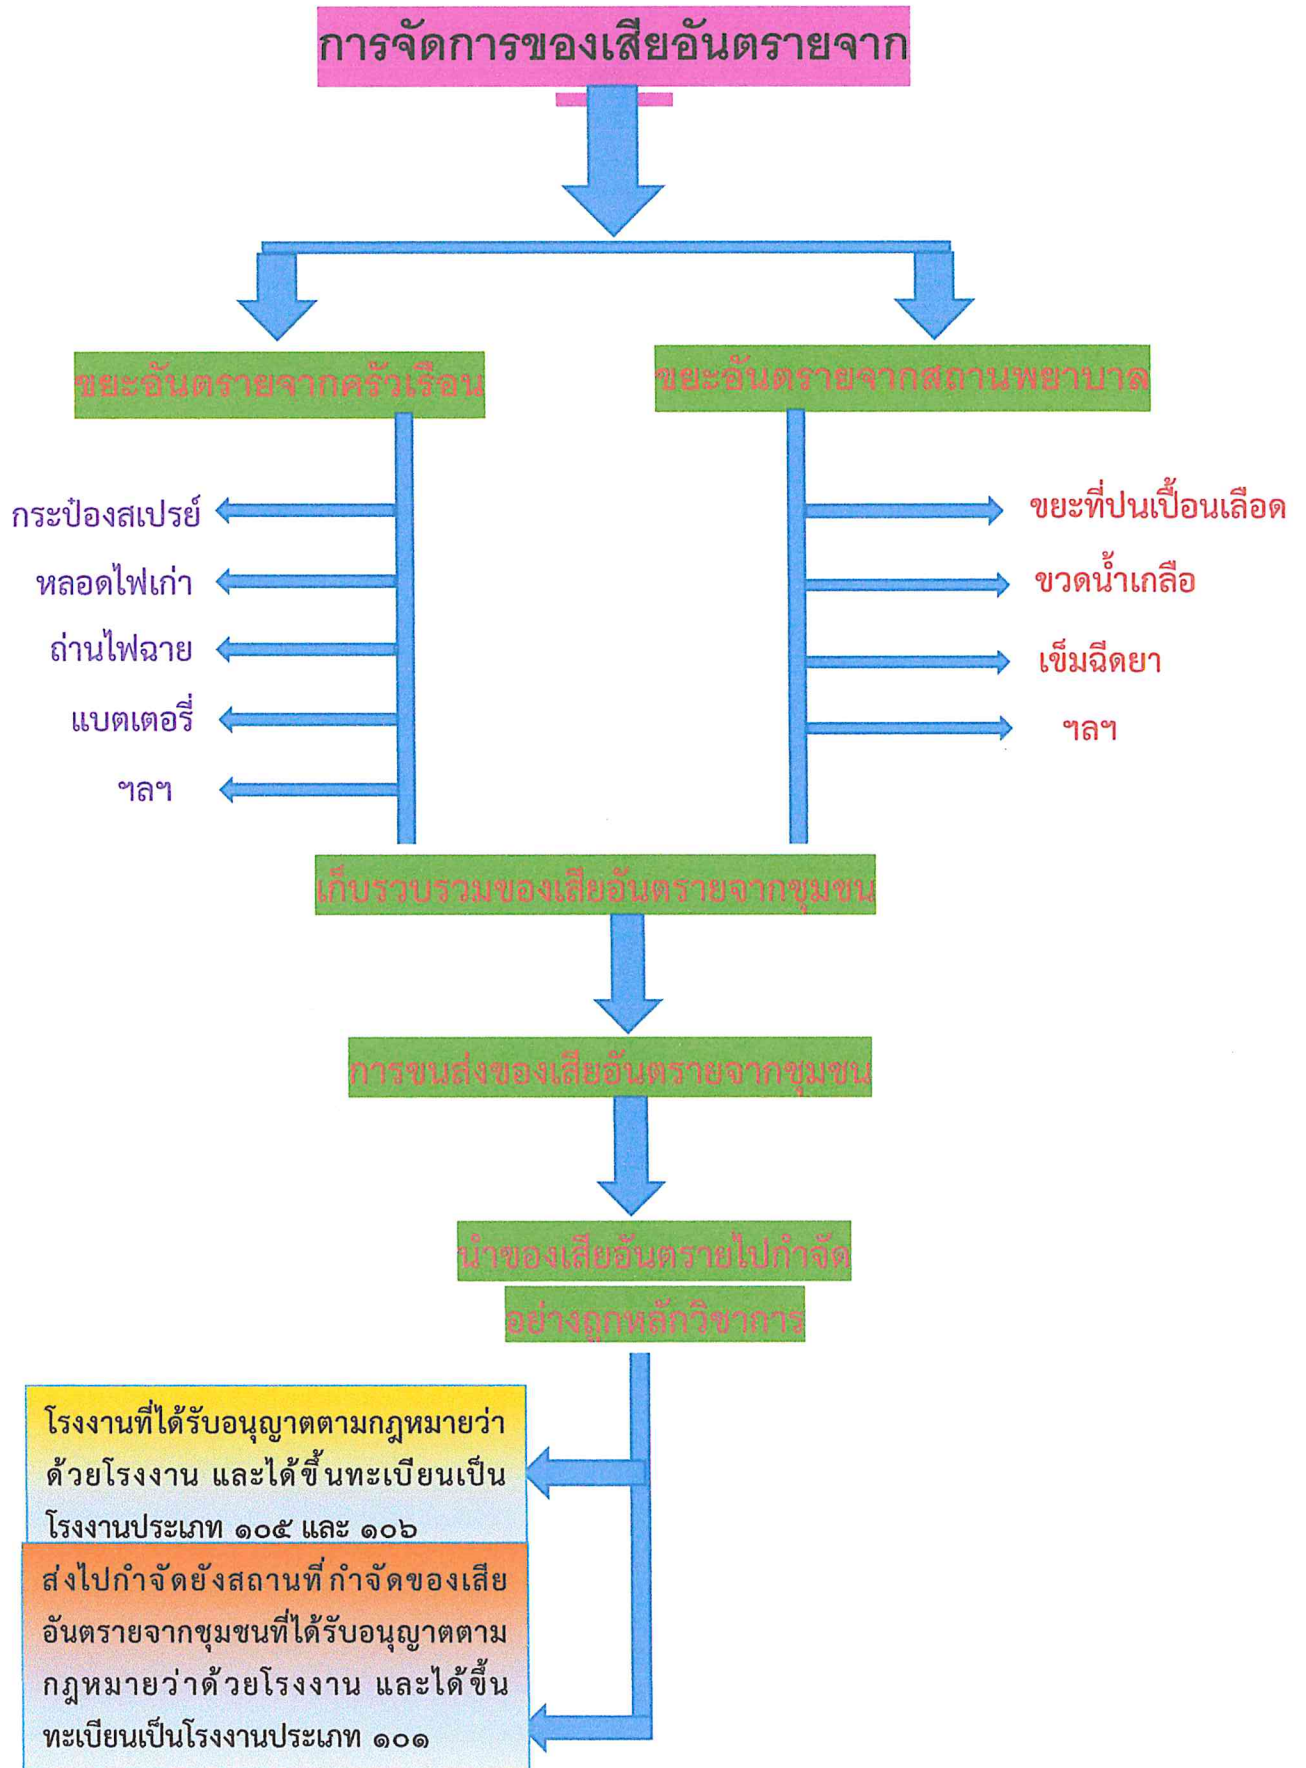 การจัดการของเสียอันตรายจาก
ขยะอันตรายจากครัวเรือน
ขยะอันตรายจากสถานพยาบาล
กระป๋องสเปรย์
หลอดไฟเก่า
ถ่านไฟฉาย
แบตเตอรี่
ฯลฯ
ขยะที่ปนเปื้อนเลือด
ขวดน้ำเกลือ
เข็มฉีดยา
ฯลฯ
เก็บรวบรวมของเสียอันตรายจากชุมชน
การขนส่งของเสียอันตรายจากชุมชน
นำของเสียอันตรายไปกำจัด
อย่างถูกหลักวิชาการ
โรงงานที่ได้รับอนุญาตตามกฎหมายว่า
ด้วยโรงงาน และได้ขึ้นทะเบียนเป็น
โรงงานประเภท ๑๐๕ และ ๑๐๖
ส่งไปกำจัดยังสถานที่กำจัดของเสีย
อันตรายจากชุมชนที่ได้รับอนุญาตตาม
กฎหมายว่าด้วยโรงงาน และได้ขึ้น
ทะเบียนเป็นโรงงานประเภท ๑๐๑